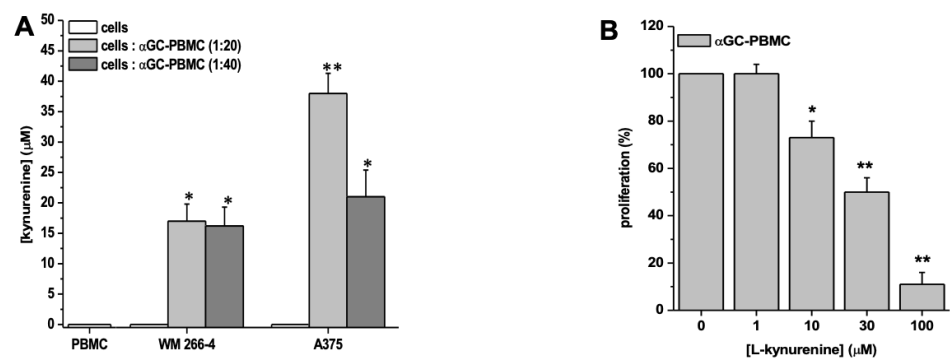 A
cells
cells : αGC-PBMC (1:20)
cells : αGC-PBMC (1:40)
[kynurenine] (µM)
50
45
40
35
30
25
20
15
10
5
0
* * ** *
PBMC WM 266-4 A375
B
αGC-PBMC
proliferation (%)
120
100
80
60
40
20
0
* ** **
0 1 10 30 100
[L-kynurenine] (µM)